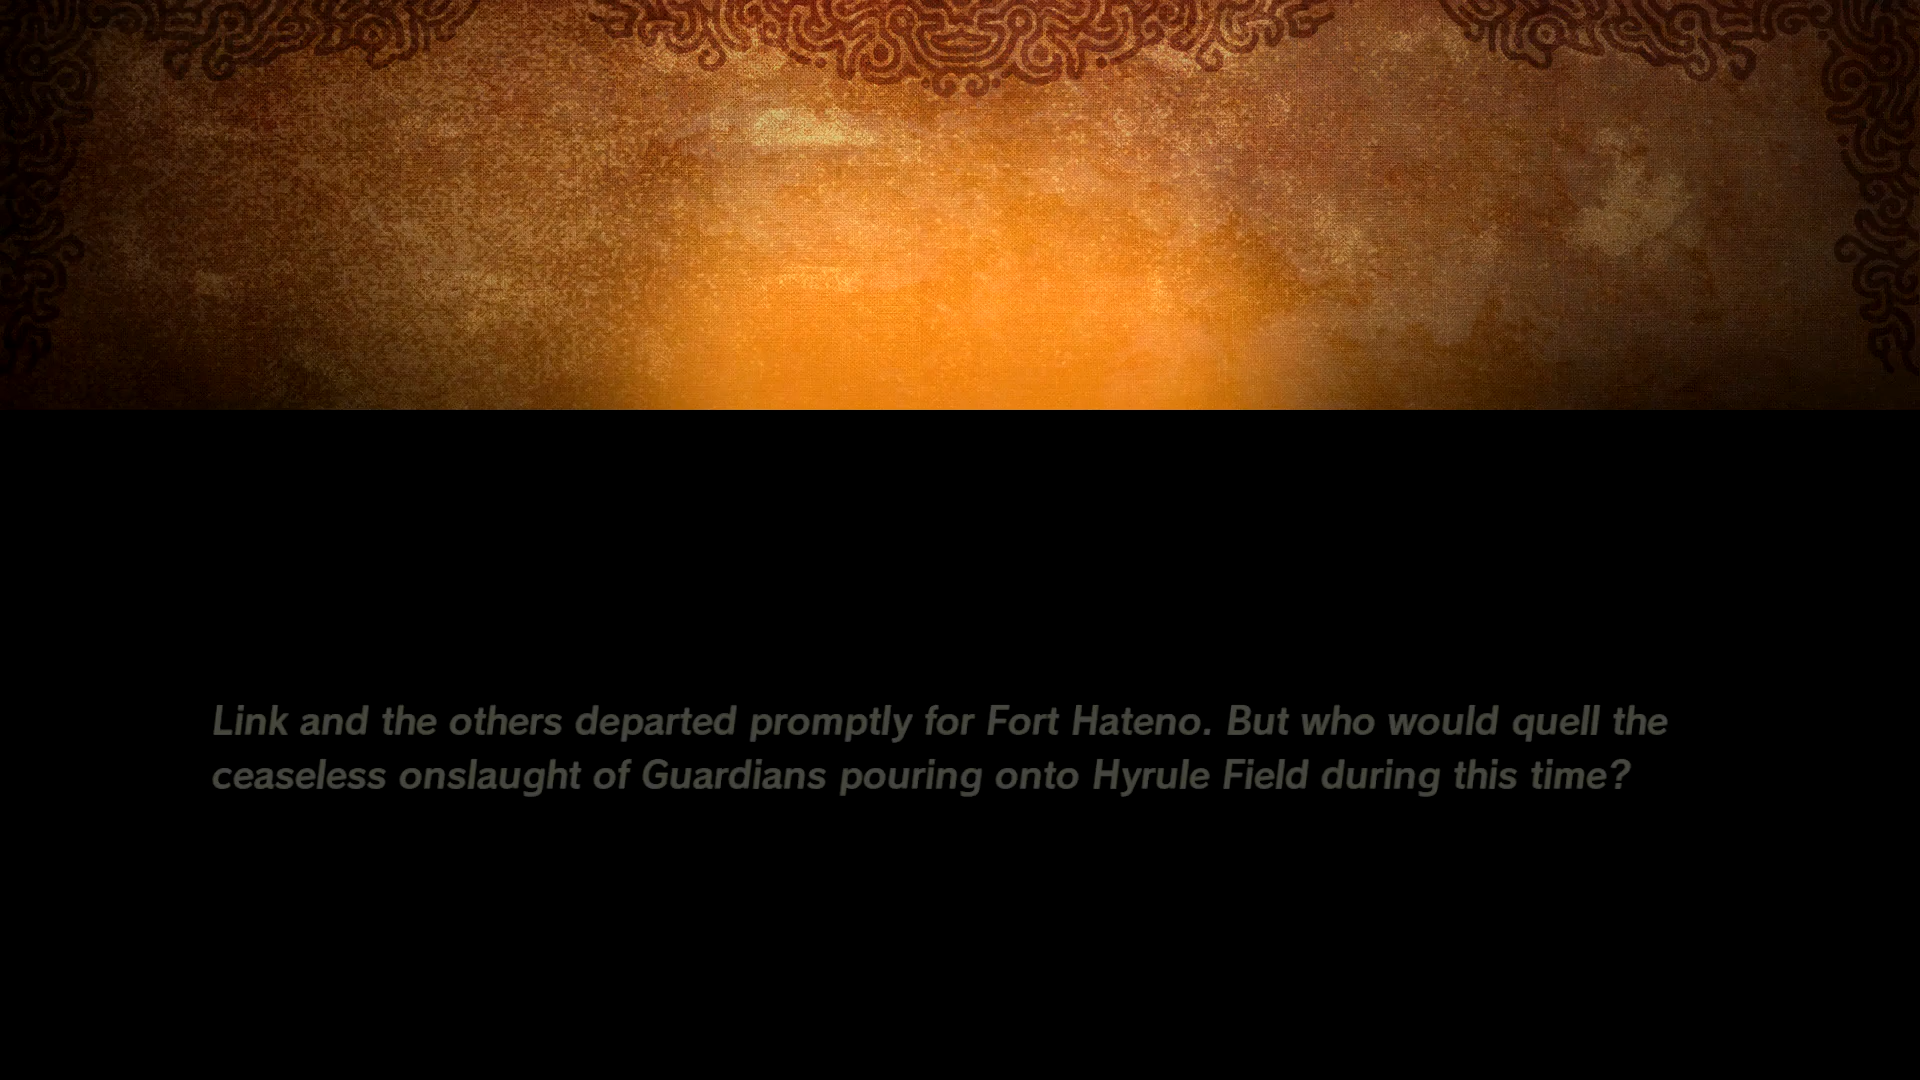 Link and the others departed promptly for Fort Hateno. But who would quell the
ceaseless onslaught of Guardians pouring onto Hyrule Field during this time?